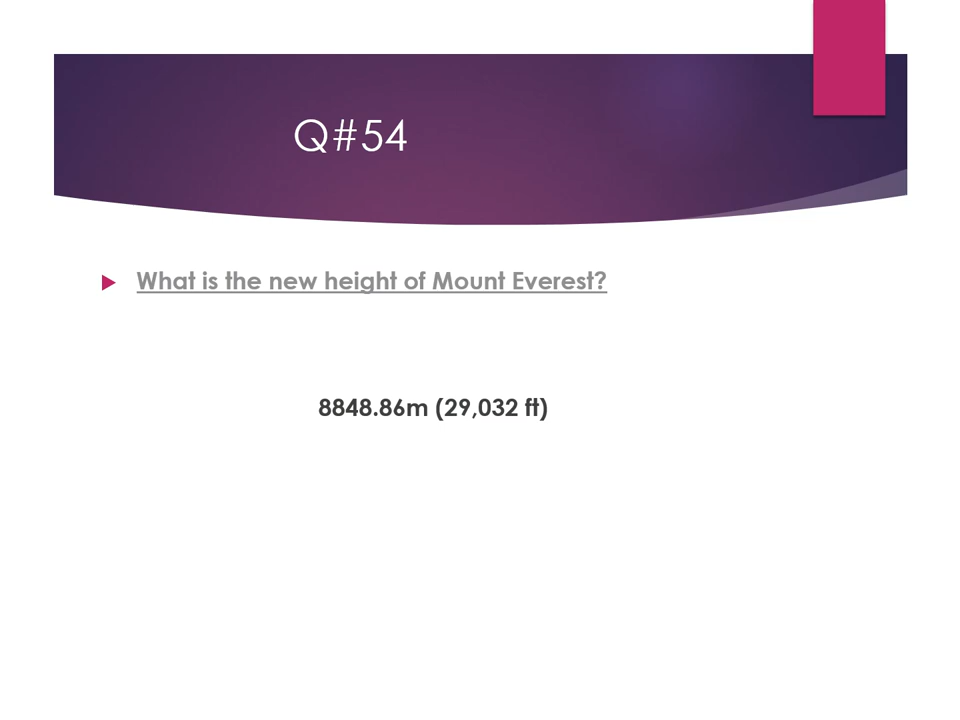 Q#54
What is the new height of Mount Everest?
8848.86m (29,032 ft)